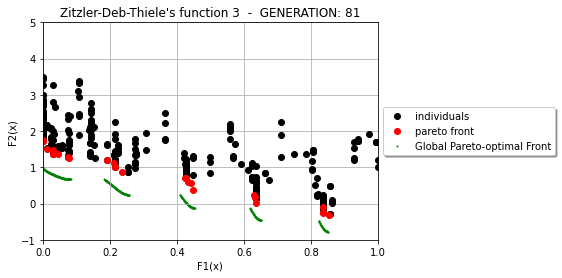 Zitzler-Deb-Thiele's function 3 - GENERATION: 81
5
4
3
2
1
0
−1
F2(x)
0.0 0.2 0.4 0.6 0.8 1.0
F1(x)
individuals
pareto front
Global Pareto-optimal Front